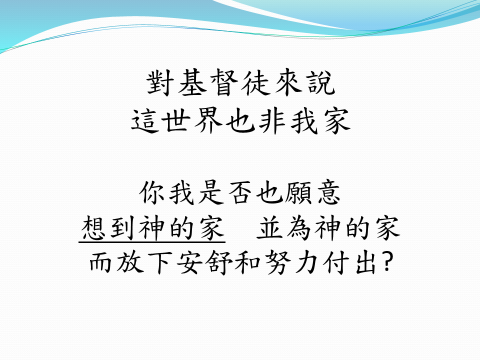 對基督徒來說
這世界也非我家
你我是否也願意
想到神的家　並為神的家
而放下安舒和努力付出?